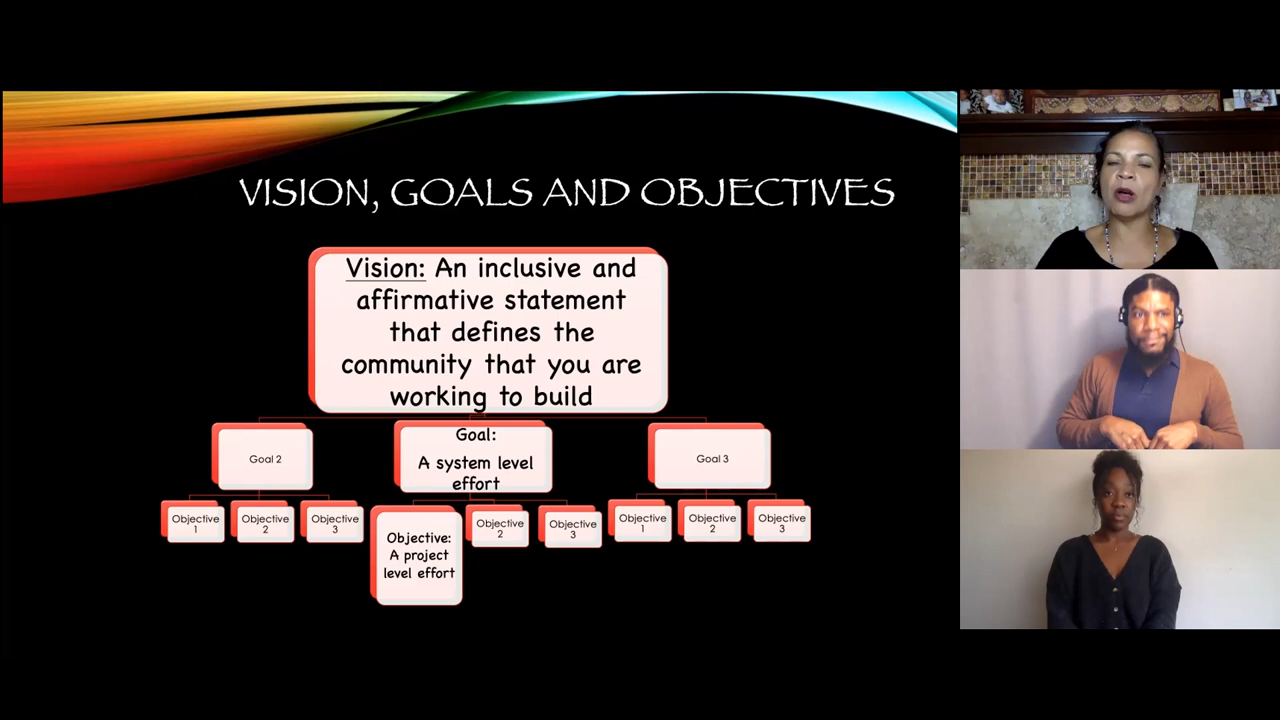 VISION, GOALS AND OBJECTIVES
Vision: An inclusive and
affirmative statement
that defines the
community that you are
working to build
Goal 2
Goal:
A system level
effort
Goal 3
Objective
1
Objective
2
Objective
3
Objective:
A project
level effort
Objective
2
Objective
3
Objective
1
Objective
2
Objective
3